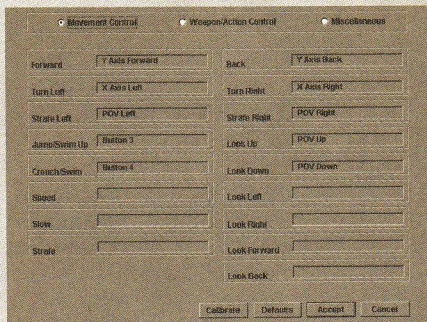 Movement Control Weapon-Action Control Miscellaneous
Forward Y Axis Forward Back Y Axis Back
Turn Left X Axis Left Turn Right X Axis Right
Strafe Left POV Left Strafe Right POV Right
Jump/Swim Up Button 3 Look Up POV Up
Crouch/Swim Button 4 Look Down POV Down
Speed Look Left
Slow Look Right
Strafe Look Forward
Look Back
Calibrate Defaults Accept Cancel